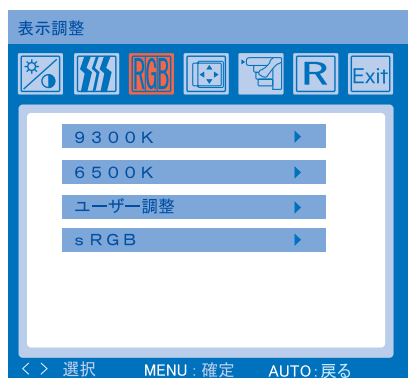 表示調整
RGB R Exit
９３００Ｋ
６５００Ｋ
ユーザー調整
ｓＲＧＢ
< > 選択 MENU : 確定 AUTO : 戻る